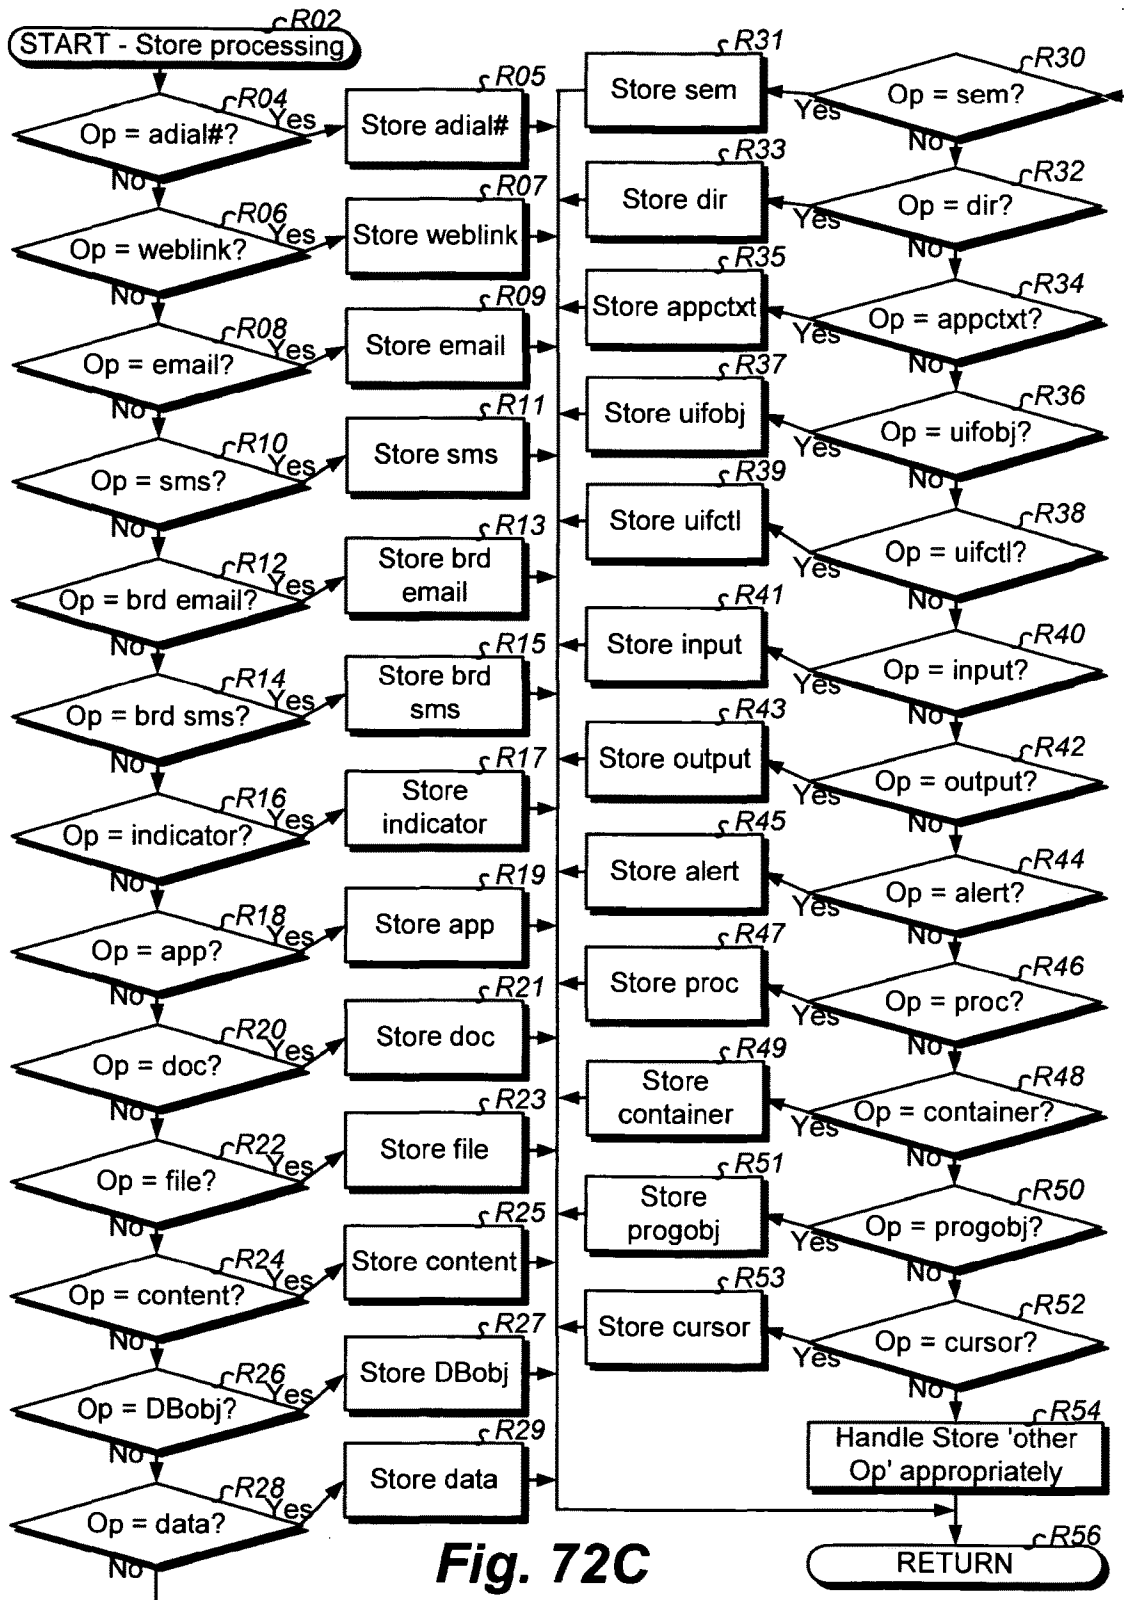 R02
START - Store processing
R04
Op = adial#?
Yes
No
R05
Store adial#
R06
Op = weblink?
Yes
No
R07
Store weblink
R08
Op = email?
Yes
No
R09
Store email
R10
Op = sms?
Yes
No
R11
Store sms
R12
Op = brd email?
Yes
No
R13
Store brd
email
R14
Op = brd sms?
Yes
No
R15
Store brd
sms
R16
Op = indicator?
Yes
No
R17
Store
indicator
R18
Op = app?
Yes
No
R19
Store app
R20
Op = doc?
Yes
No
R21
Store doc
R22
Op = file?
Yes
No
R23
Store file
R24
Op = content?
Yes
No
R25
Store content
R26
Op = DBobj?
Yes
No
R27
Store DBobj
R28
Op = data?
Yes
No
R29
Store data
R30
Op = sem?
Yes
No
R31
Store sem
R32
Op = dir?
Yes
No
R33
Store dir
R34
Op = appctxt?
Yes
No
R35
Store appctxt
R36
Op = uifobj?
Yes
No
R37
Store uifobj
R38
Op = uifctl?
Yes
No
R39
Store uifctl
R40
Op = input?
Yes
No
R41
Store input
R42
Op = output?
Yes
No
R43
Store output
R44
Op = alert?
Yes
No
R45
Store alert
R46
Op = proc?
Yes
No
R47
Store proc
R48
Op = container?
Yes
No
R49
Store
container
R50
Op = progobj?
Yes
No
R51
Store
progobj
R52
Op = cursor?
Yes
No
R53
Store cursor
R54
Handle Store 'other
Op' appropriately
R56
RETURN
Fig. 72C